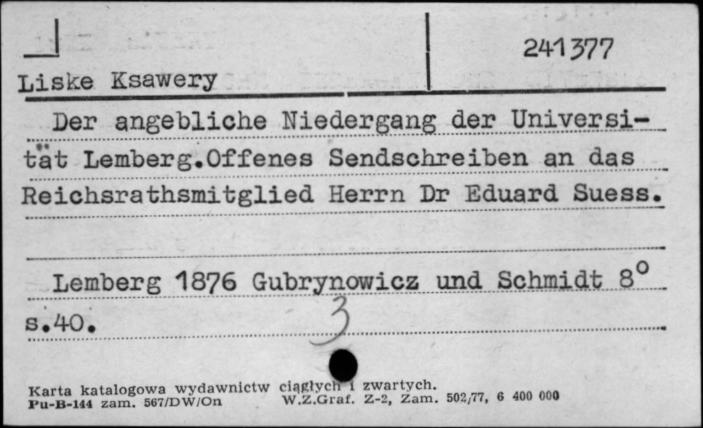 241377
Liske Ksawery
Der angebliche Niedergang der Universi-
tät Lemberg.Offenes Sendschreiben an das
Reichsrathsmitglied Herrn Dr Eduard Suess.
Lemberg 1876 Gubrynowicz und Schmidt 8°
s.40.
3
Karta katalogowa wydawnictw ciągłych i zwartych.
Pu-B-144 zam. 567/DW/On W.Z.Graf. Z-2, Zam. 502/77, 6 400 000